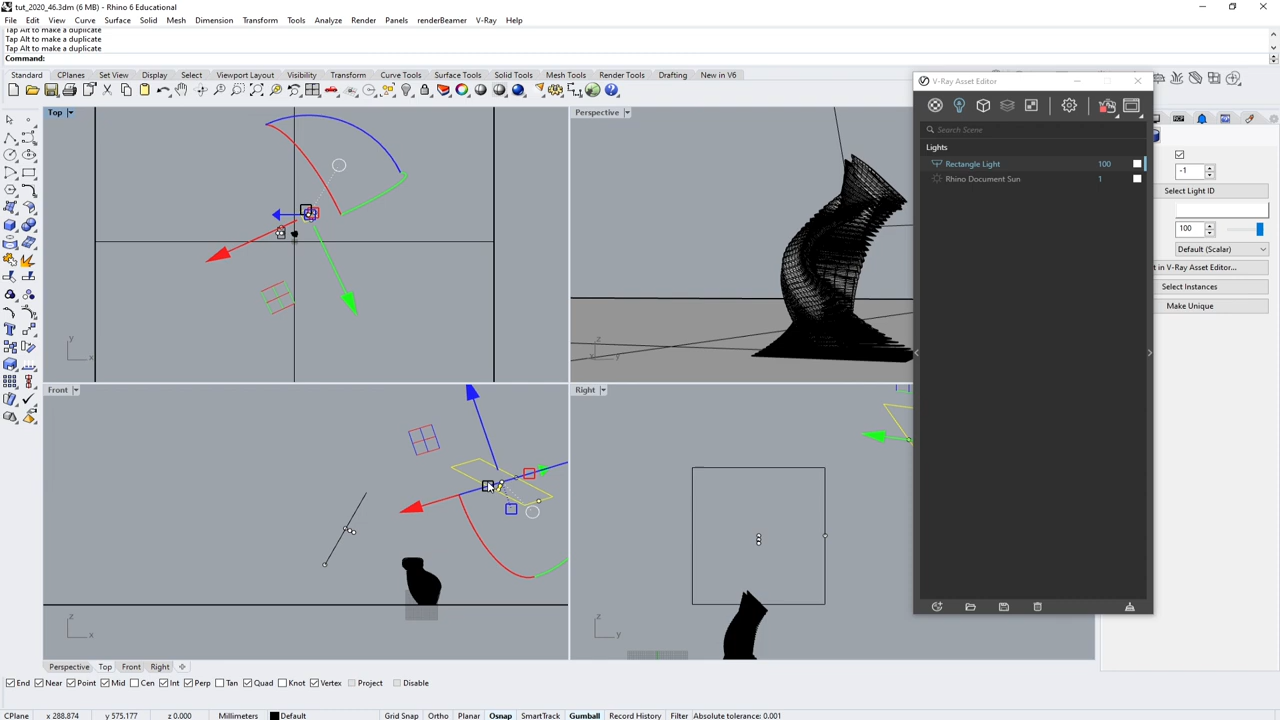 tut_2020_46.3dm (6 MB) - Rhino 6 Educational
File Edit View Curve Surface Solid Mesh Dimension Transform Tools Analyze Render Panels renderBeamer V-Ray Help
Tap Alt to make a duplicate
Tap Alt to make a duplicate
Tap Alt to make a duplicate
Command:
Standard CPlanes Set View Display Select Viewport Layout Visibility Transform Curve Tools Surface Tools Solid Tools Mesh Tools Render Tools Drafting New in V6
Top
Perspective
V-Ray Asset Editor
Search Scene
Lights
Rectangle Light 100
Rhino Document Sun 1
-1
Select Light ID
100
Default (Scalar)
t in V-Ray Asset Editor...
Select Instances
Make Unique
y
x
z
y
Front
Right
z
x
z
y
Perspective Top Front Right
End Near Point Mid Cen Int Perp Tan Quad Knot Vertex Project Disable
CPlane x 288.874 y 575.177 z 0.000 Millimeters Default Grid Snap Ortho Planar Osnap SmartTrack Gumball Record History Filter Absolute tolerance: 0.001